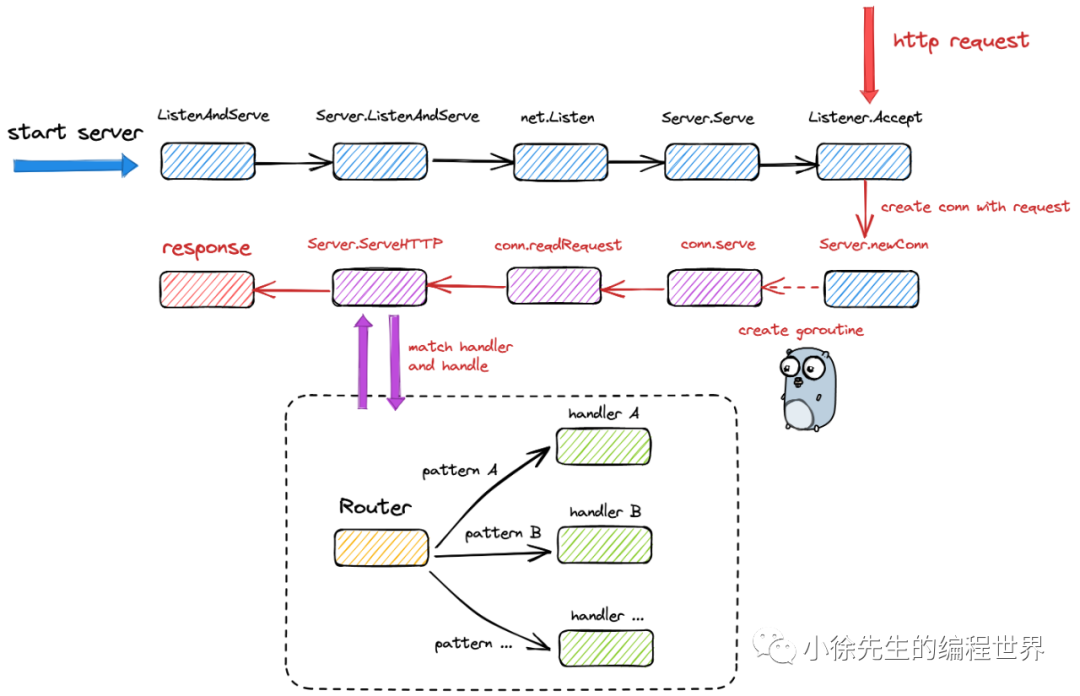 http request
start server
ListenAndServe
Server.ListenAndServe
net.Listen
Server.Serve
Listener.Accept
create conn with request
response
Server.ServeHTTP
conn.readRequest
conn.serve
Server.newConn
create goroutine
match handler
and handle
handler A
pattern A
Router
handler B
pattern B
handler ...
pattern ...
小徐先生的编程世界